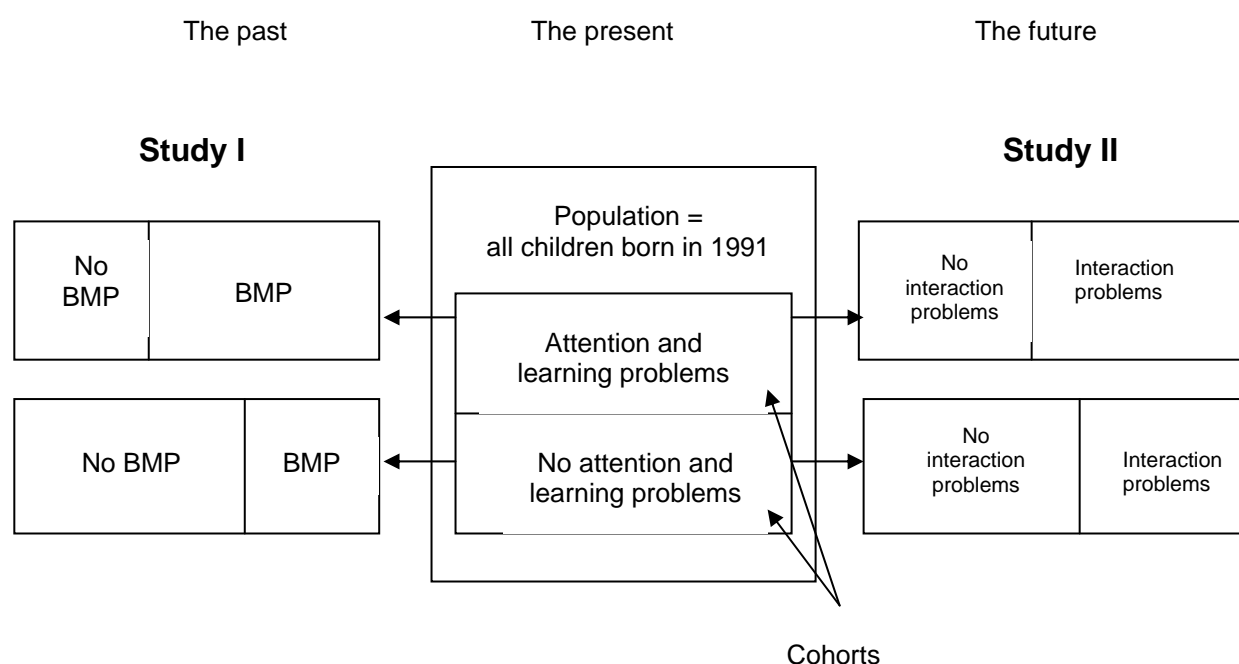 The past
The present
The future
Study I
Study II
Population =
all children born in 1991
No
BMP
BMP
Attention and
learning problems
No
interaction
problems
Interaction
problems
No BMP
BMP
No attention and
learning problems
No
interaction
problems
Interaction
problems
Cohorts